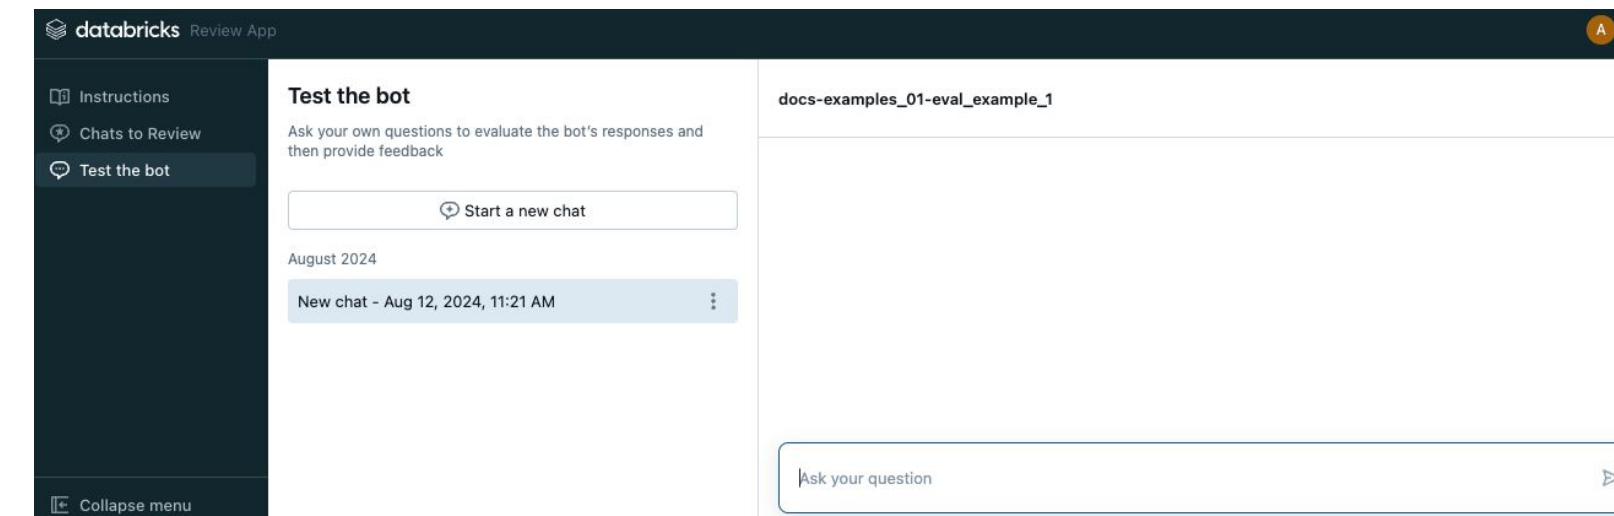 databricks Review App
A
Instructions
Chats to Review
Test the bot
Collapse menu
Test the bot
Ask your own questions to evaluate the bot's responses and
then provide feedback
Start a new chat
August 2024
New chat - Aug 12, 2024, 11:21 AM
docs-examples_01-eval_example_1
Ask your question